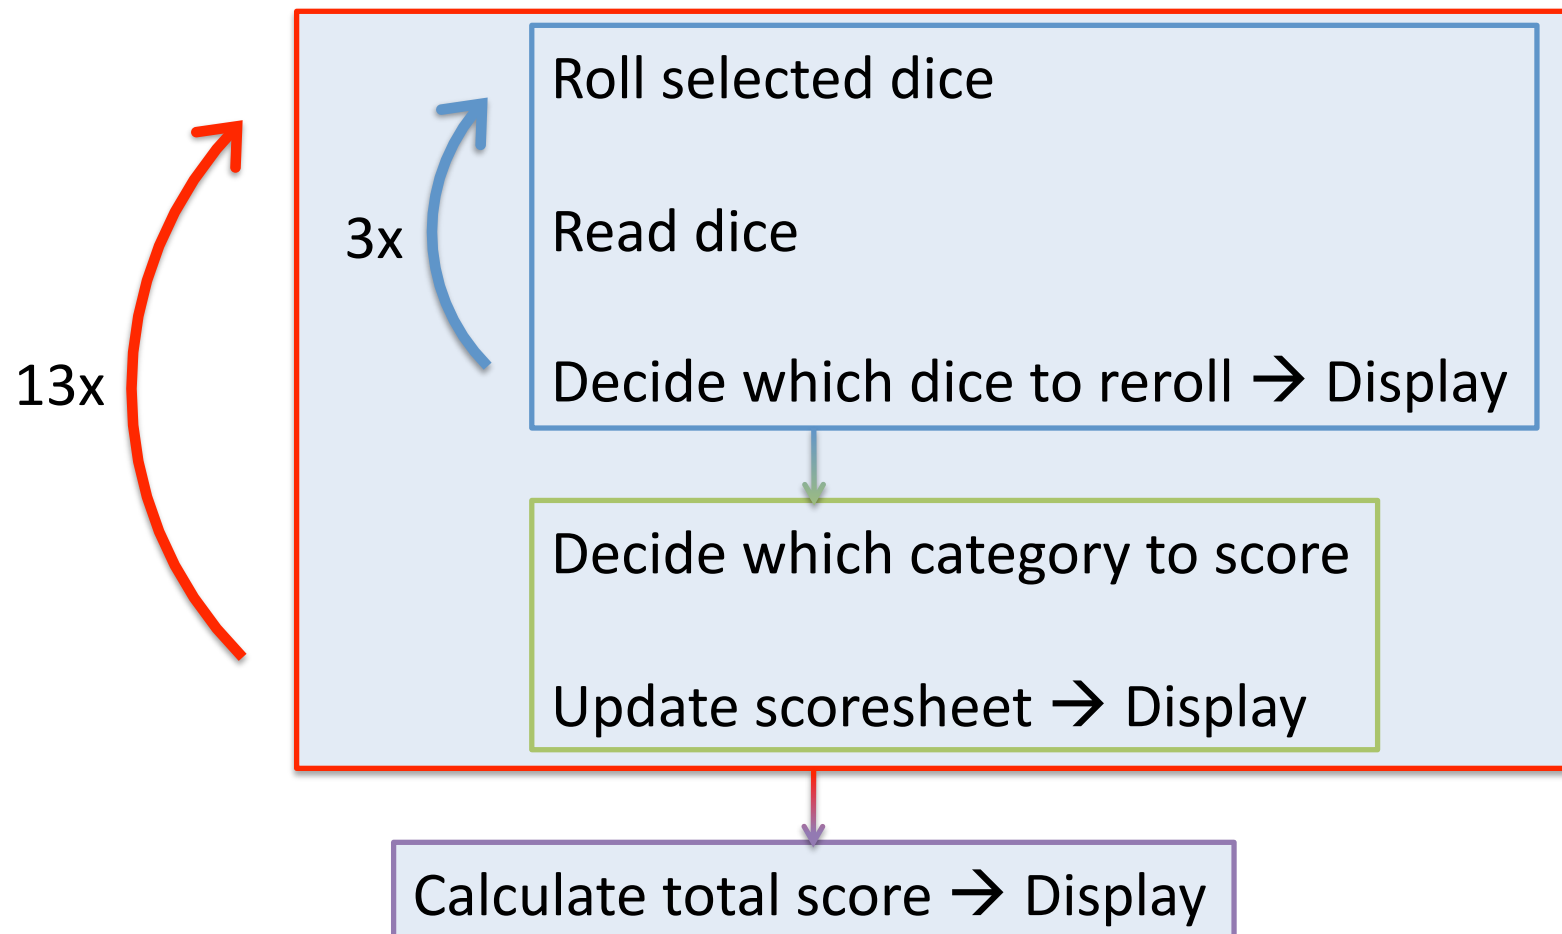 Roll selected dice
3x
Read dice
13x
Decide which dice to reroll → Display
Decide which category to score
Update scoresheet → Display
Calculate total score → Display